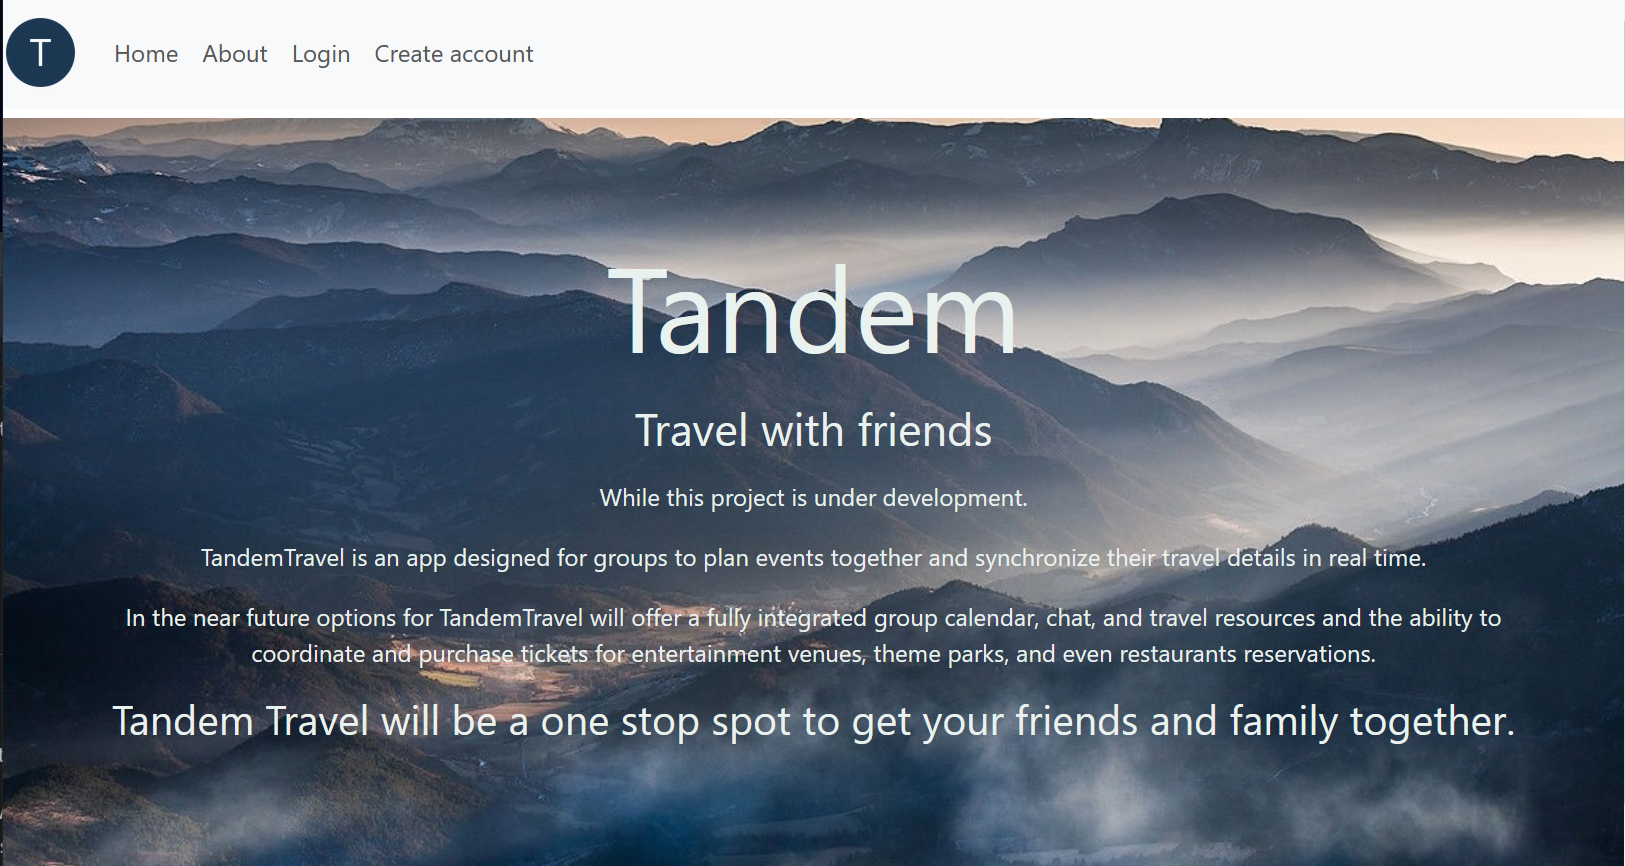 T
Home About Login Create account
Tandem
Travel with friends
While this project is under development.
TandemTravel is an app designed for groups to plan events together and synchronize their travel details in real time.
In the near future options for TandemTravel will offer a fully integrated group calendar, chat, and travel resources and the ability to
coordinate and purchase tickets for entertainment venues, theme parks, and even restaurants reservations.
Tandem Travel will be a one stop spot to get your friends and family together.